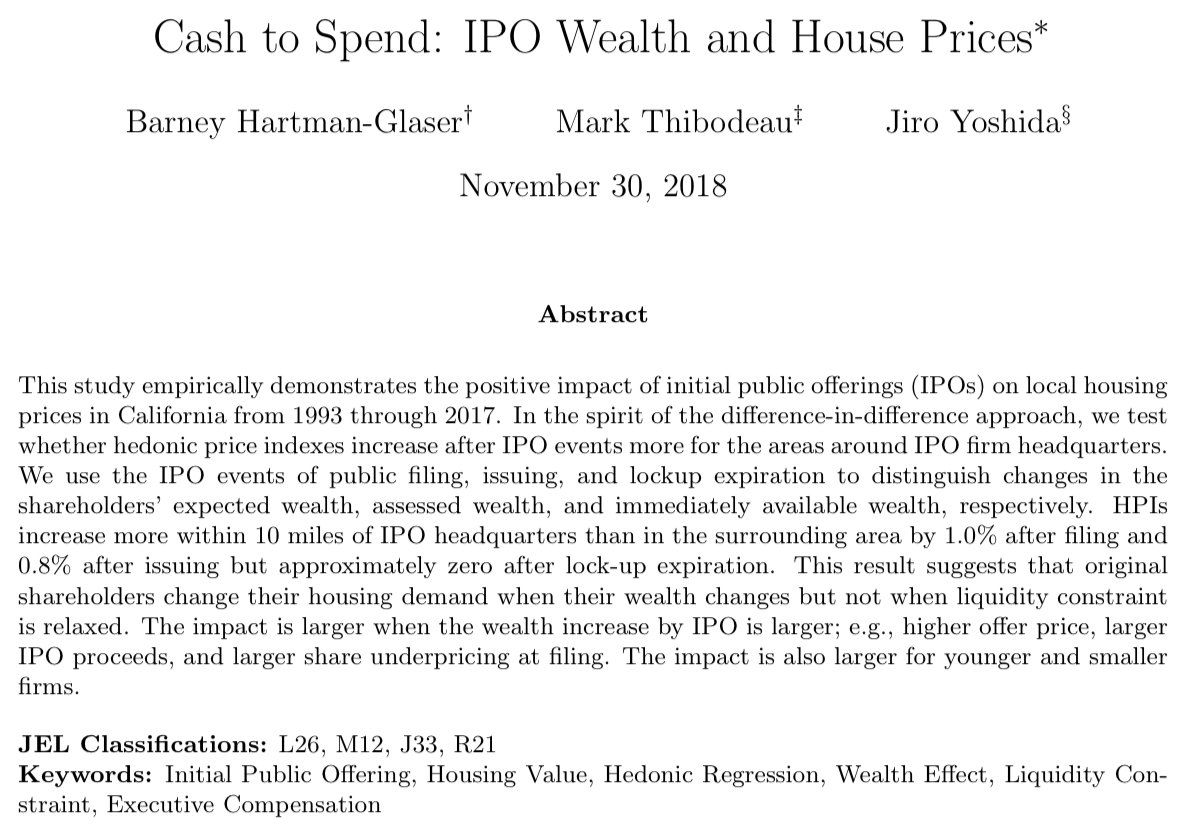 Cash to Spend: IPO Wealth and House Prices*
Barney Hartman-Glaser† Mark Thibodeau‡ Jiro Yoshida§
November 30, 2018
Abstract
This study empirically demonstrates the positive impact of initial public offerings (IPOs) on local housing
prices in California from 1993 through 2017. In the spirit of the difference-in-difference approach, we test
whether hedonic price indexes increase after IPO events more for the areas around IPO firm headquarters.
We use the IPO events of public filing, issuing, and lockup expiration to distinguish changes in the
shareholders’ expected wealth, assessed wealth, and immediately available wealth, respectively. HPIs
increase more within 10 miles of IPO headquarters than in the surrounding area by 1.0% after filing and
0.8% after issuing but approximately zero after lock-up expiration. This result suggests that original
shareholders change their housing demand when their wealth changes but not when liquidity constraint
is relaxed. The impact is larger when the wealth increase by IPO is larger; e.g., higher offer price, larger
IPO proceeds, and larger share underpricing at filing. The impact is also larger for younger and smaller
firms.
JEL Classifications: L26, M12, J33, R21
Keywords: Initial Public Offering, Housing Value, Hedonic Regression, Wealth Effect, Liquidity Con-
straint, Executive Compensation